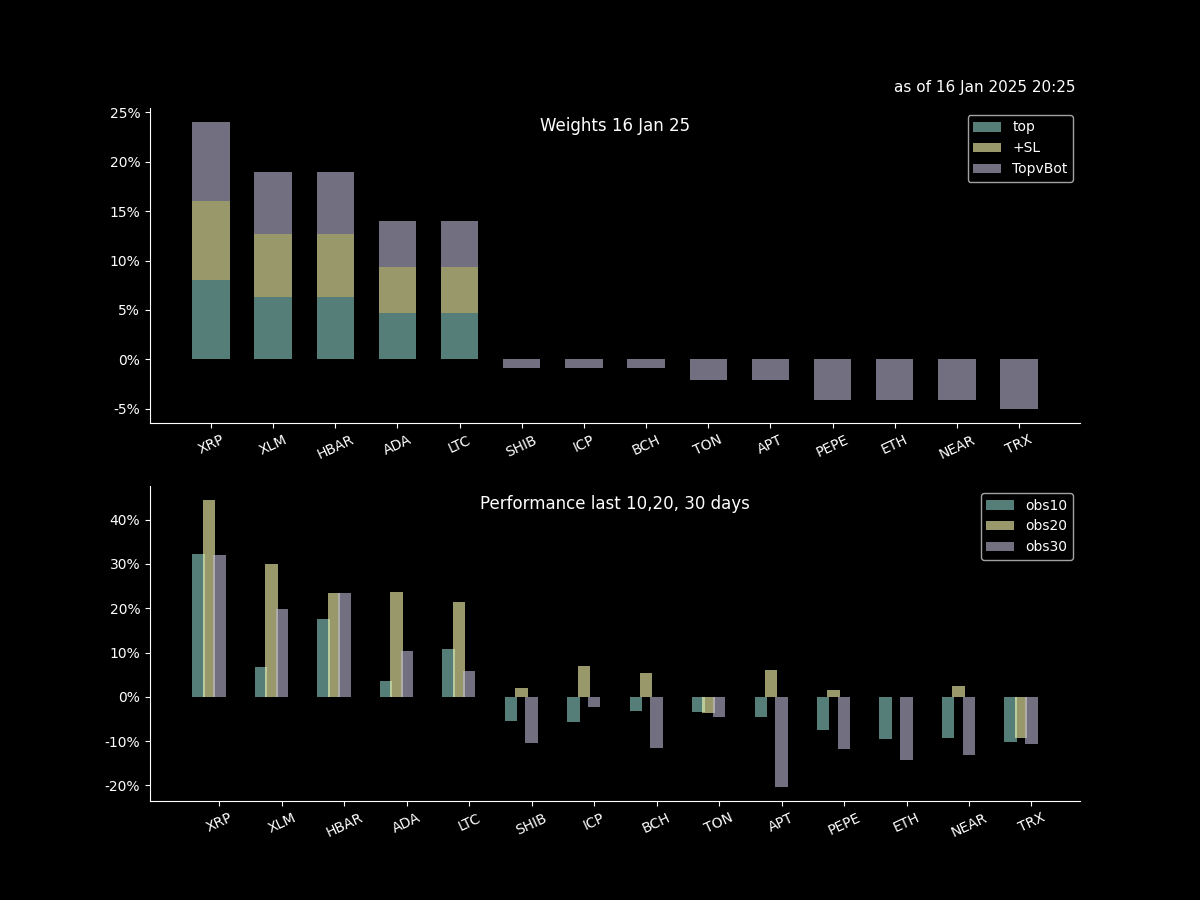 as of 16 Jan 2025 20:25
Weights 16 Jan 25
top
+SL
TopvBot
25%
20%
15%
10%
5%
0%
-5%
XRP XLM HBAR ADA LTC SHIB ICP BCH TON APT PEPE ETH NEAR TRX
Performance last 10,20, 30 days
obs10
obs20
obs30
40%
30%
20%
10%
0%
-10%
-20%
XRP XLM HBAR ADA LTC SHIB ICP BCH TON APT PEPE ETH NEAR TRX